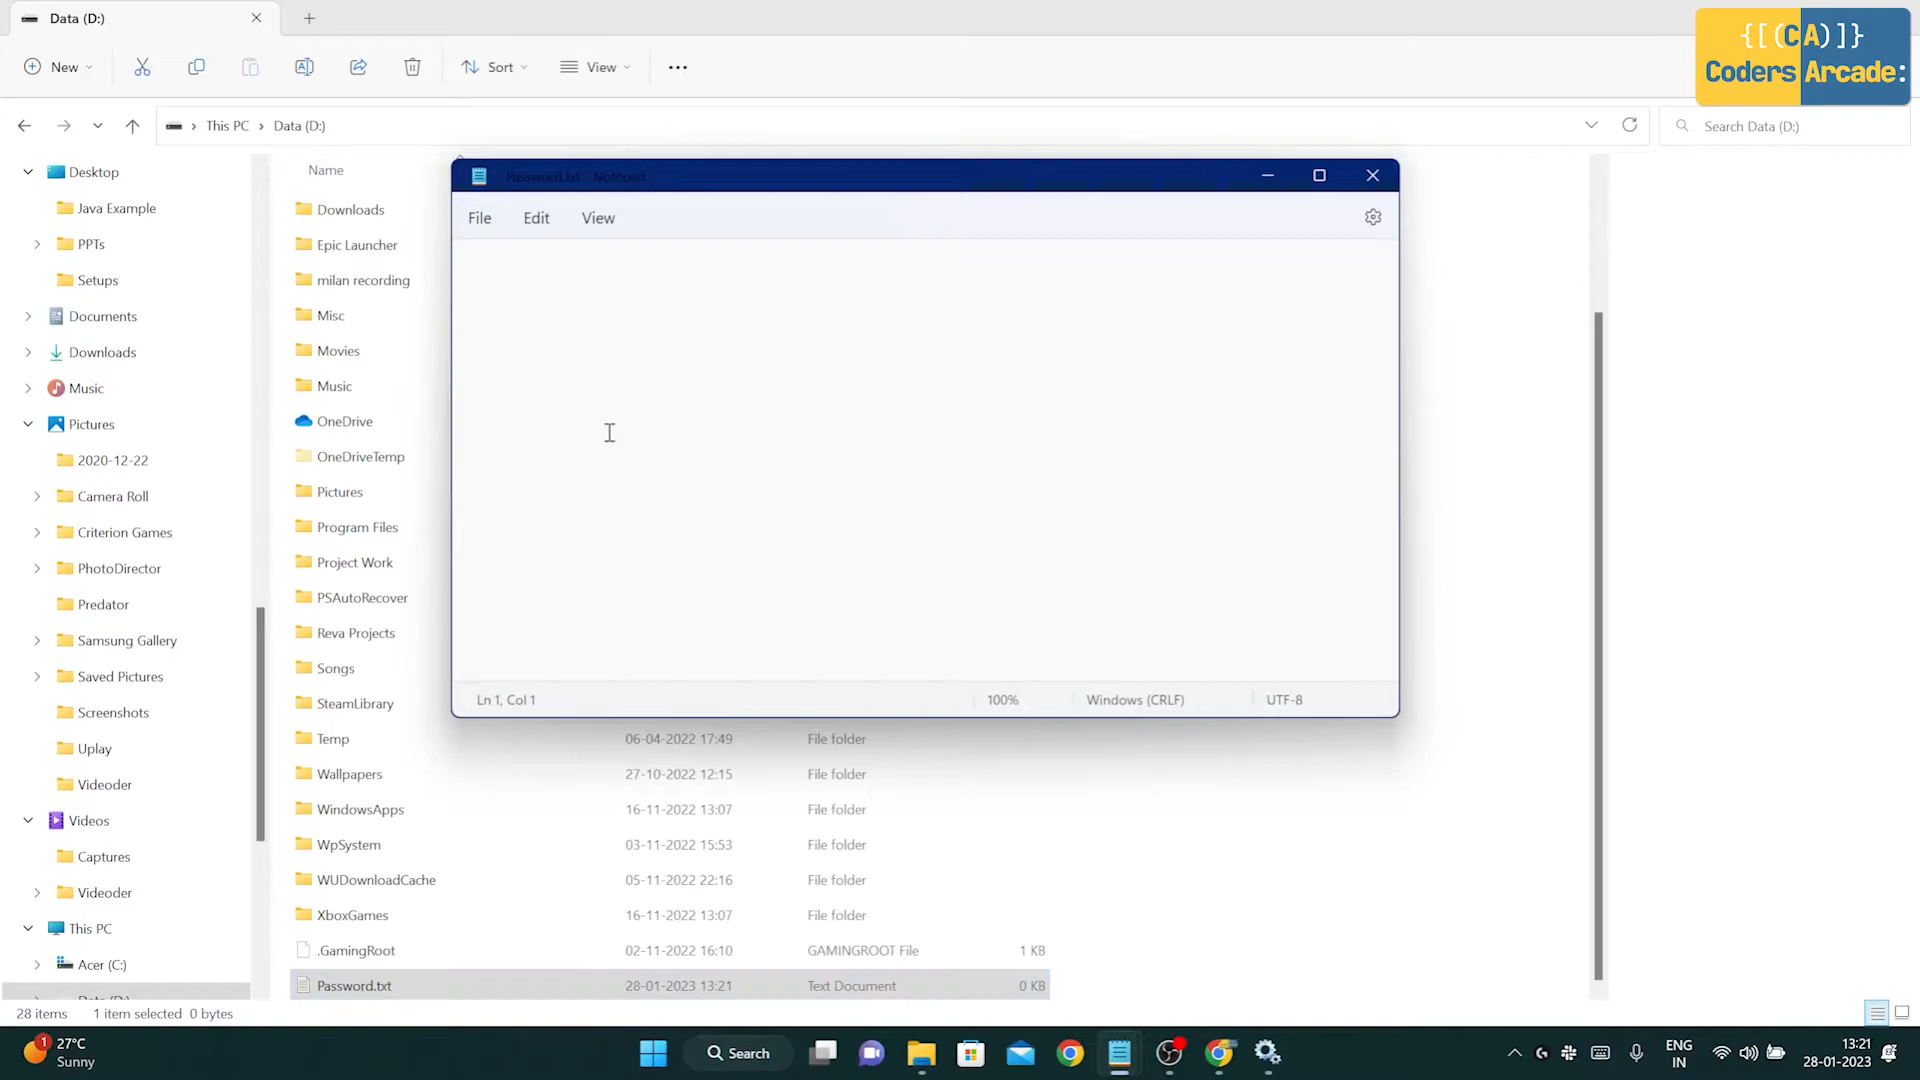 Data (D:)
{[(CA)]}
Coders Arcade:
New
Sort
View
This PC
Data (D:)
Search Data (D:)
Desktop
Java Example
PPTs
Setups
Documents
Downloads
Music
Pictures
2020-12-22
Camera Roll
Criterion Games
PhotoDirector
Predator
Samsung Gallery
Saved Pictures
Screenshots
Uplay
Videoder
Videos
Captures
Videoder
This PC
Acer (C:)
Data (D:)
Name
Downloads
Epic Launcher
milan recording
Misc
Movies
Music
OneDrive
OneDriveTemp
Pictures
Program Files
Project Work
PSAutoRecover
Reva Projects
Songs
SteamLibrary
Temp 06-04-2022 17:49 File folder
Wallpapers 27-10-2022 12:15 File folder
WindowsApps 16-11-2022 13:07 File folder
WpSystem 03-11-2022 15:53 File folder
WUDownloadCache 05-11-2022 22:16 File folder
XboxGames 16-11-2022 13:07 File folder
.GamingRoot 02-11-2022 16:10 GAMINGROOT File 1 KB
Password.txt 28-01-2023 13:21 Text Document 0 KB
Password.txt - Notepad
File Edit View
Ln 1, Col 1 100% Windows (CRLF) UTF-8
28 items 1 item selected 0 bytes
1
27°C
Sunny
Search
ENG
IN
13:21
28-01-2023